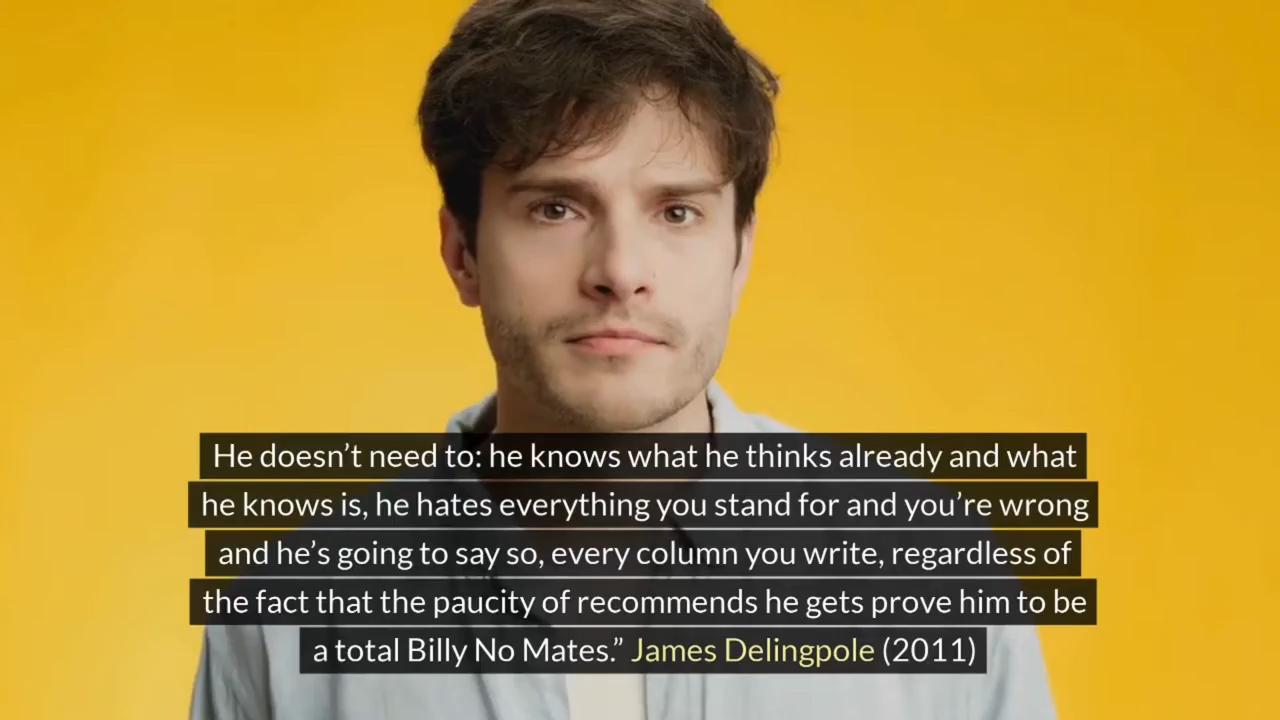 He doesn’t need to: he knows what he thinks already and what
he knows is, he hates everything you stand for and you’re wrong
and he’s going to say so, every column you write, regardless of
the fact that the paucity of recommends he gets prove him to be
a total Billy No Mates.” James Delingpole (2011)